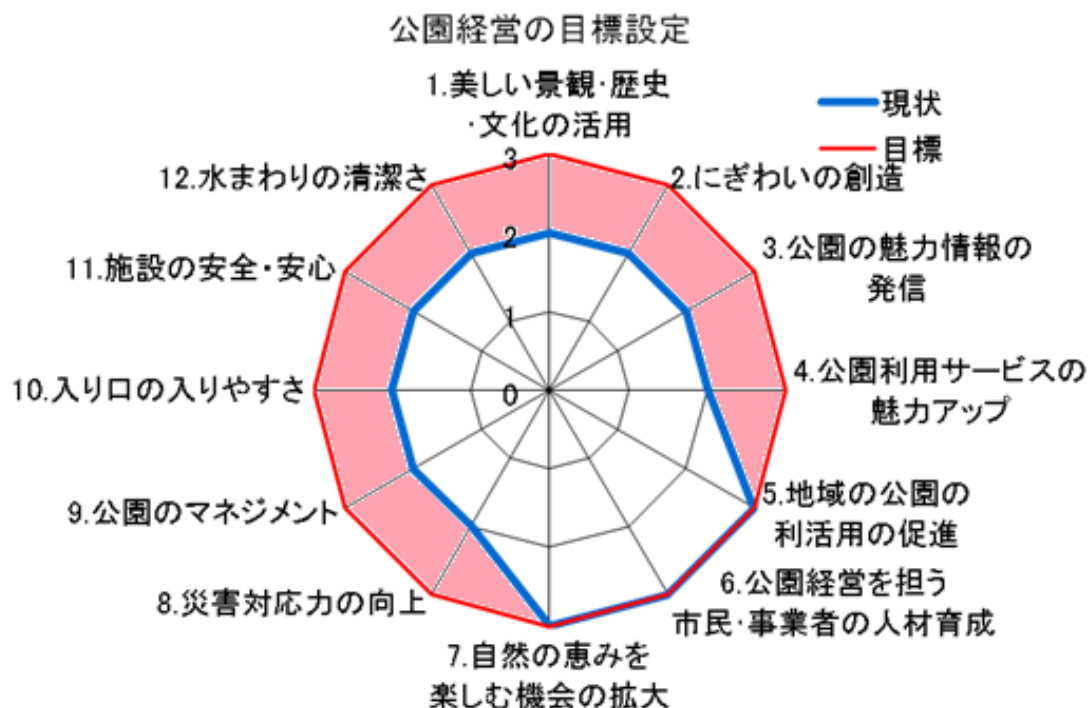 公園経営の目標設定
1.美しい景観・歴史
・文化の活用
現状
目標
2.にぎわいの創造
3.公園の魅力情報の
発信
4.公園利用サービスの
魅力アップ
5.地域の公園の
利活用の促進
6.公園経営を担う
市民・事業者の人材育成
7.自然の恵みを
楽しむ機会の拡大
8.災害対応力の向上
9.公園のマネジメント
10.入り口の入りやすさ
11.施設の安全・安心
12.水まわりの清潔さ
3
2
1
0